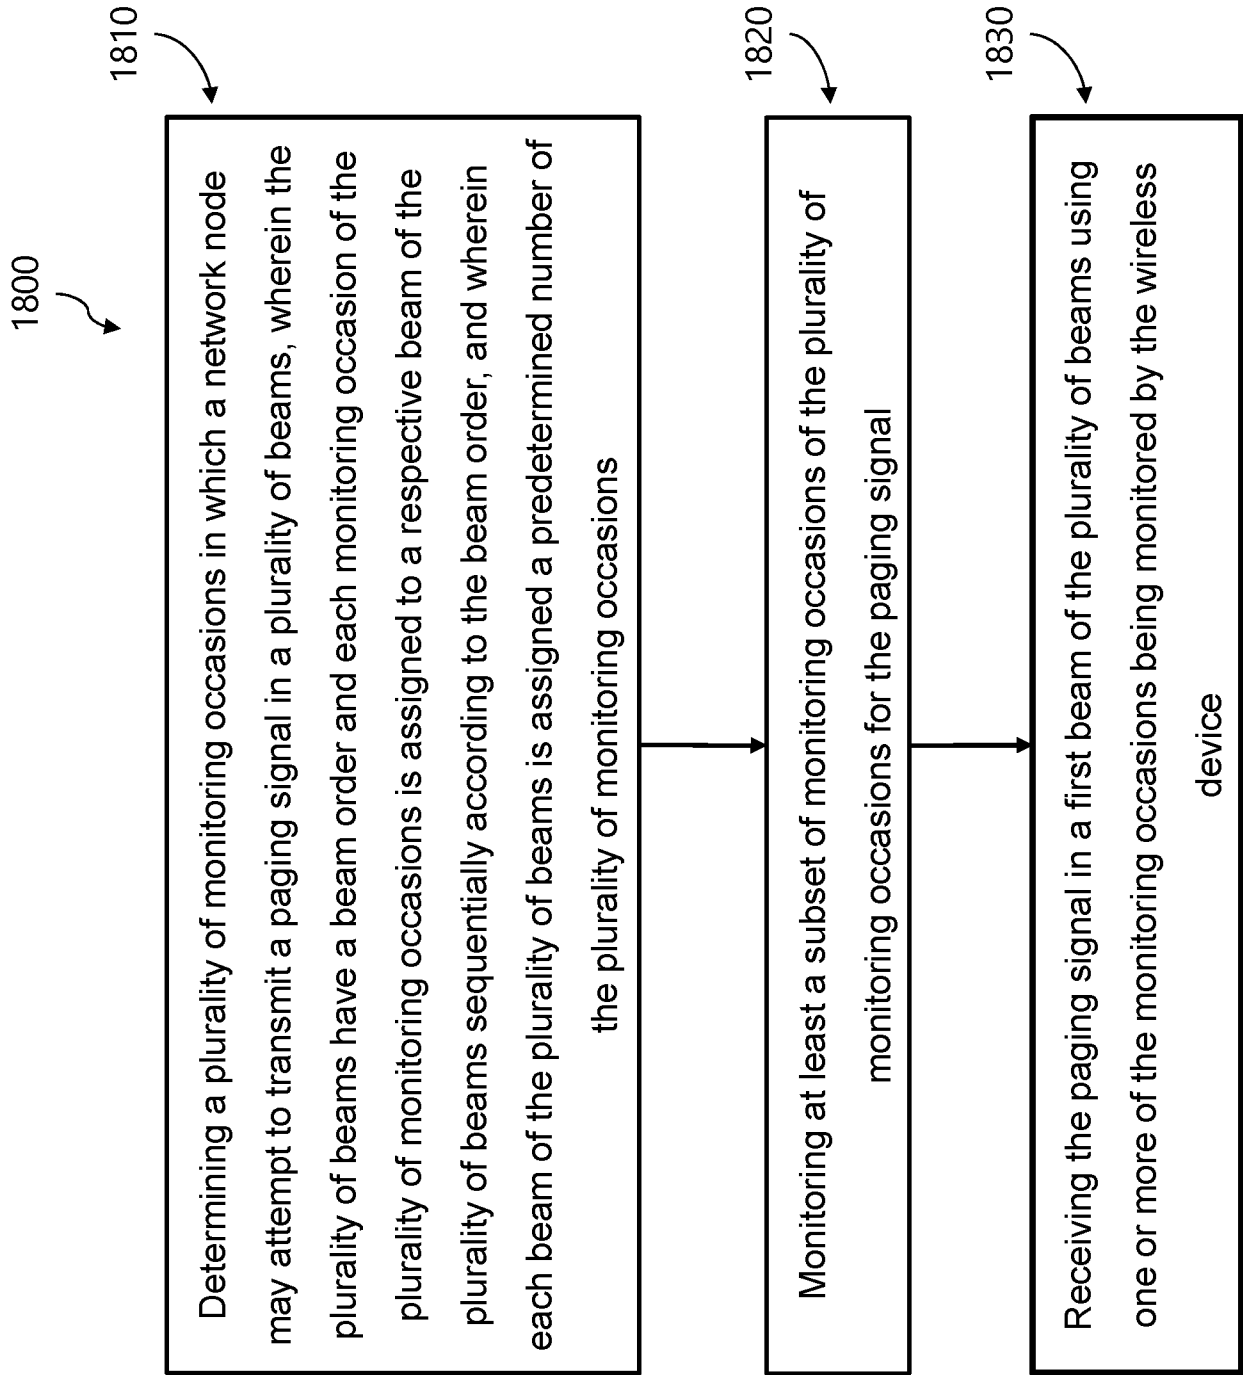 1800
1810
Determining a plurality of monitoring occasions in which a network node
may attempt to transmit a paging signal in a plurality of beams, wherein the
plurality of beams have a beam order and each monitoring occasion of the
plurality of monitoring occasions is assigned to a respective beam of the
plurality of beams sequentially according to the beam order, and wherein
each beam of the plurality of beams is assigned a predetermined number of
the plurality of monitoring occasions
1820
Monitoring at least a subset of monitoring occasions of the plurality of
monitoring occasions for the paging signal
1830
Receiving the paging signal in a first beam of the plurality of beams using
one or more of the monitoring occasions being monitored by the wireless
device